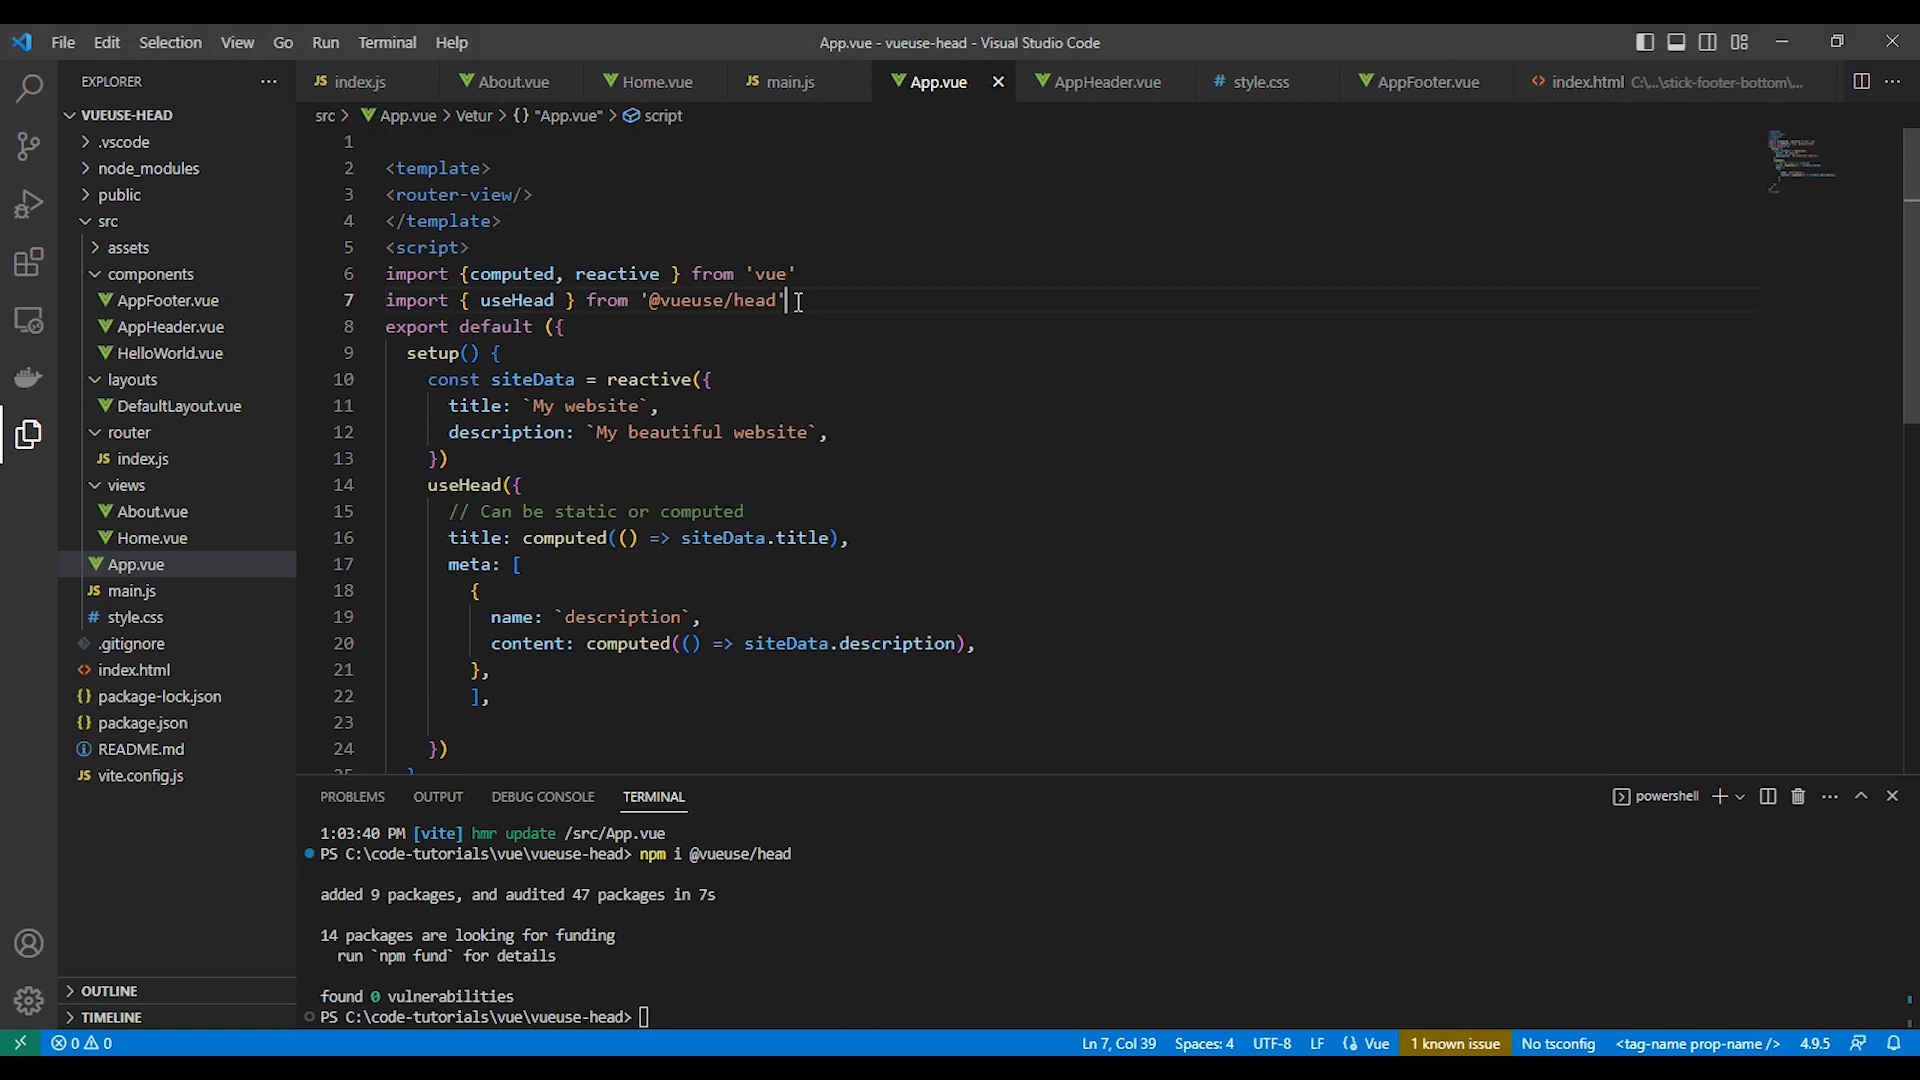 File Edit Selection View Go Run Terminal Help
App.vue - vueuse-head - Visual Studio Code
EXPLORER
VUEUSE-HEAD
.vscode
node_modules
public
src
assets
components
AppFooter.vue
AppHeader.vue
HelloWorld.vue
layouts
DefaultLayout.vue
router
JS index.js
views
About.vue
Home.vue
App.vue
JS main.js
# style.css
.gitignore
<> index.html
{} package-lock.json
{} package.json
README.md
JS vite.config.js
OUTLINE
TIMELINE
JS index.js About.vue Home.vue JS main.js App.vue AppHeader.vue # style.css AppFooter.vue <> index.html C:\...\stick-footer-bottom\...
src > App.vue > Vetur > {} "App.vue" > script
1
2 <template>
3 <router-view/>
4 </template>
5 <script>
6 import {computed, reactive } from 'vue'
7 import { useHead } from '@vueuse/head'
8 export default ({
9 setup() {
10 const siteData = reactive({
11 title: `My website`,
12 description: `My beautiful website`,
13 })
14 useHead({
15 // Can be static or computed
16 title: computed(() => siteData.title),
17 meta: [
18 {
19 name: `description`,
20 content: computed(() => siteData.description),
21 },
22 ],
23
24 })
25 }
PROBLEMS OUTPUT DEBUG CONSOLE TERMINAL
powershell
1:03:40 PM [vite] hmr update /src/App.vue
PS C:\code-tutorials\vue\vueuse-head> npm i @vueuse/head
added 9 packages, and audited 47 packages in 7s
14 packages are looking for funding
run `npm fund` for details
found 0 vulnerabilities
PS C:\code-tutorials\vue\vueuse-head>
0 0 Ln 7, Col 39 Spaces: 4 UTF-8 LF Vue 1 known issue No tsconfig <tag-name prop-name /> 4.9.5